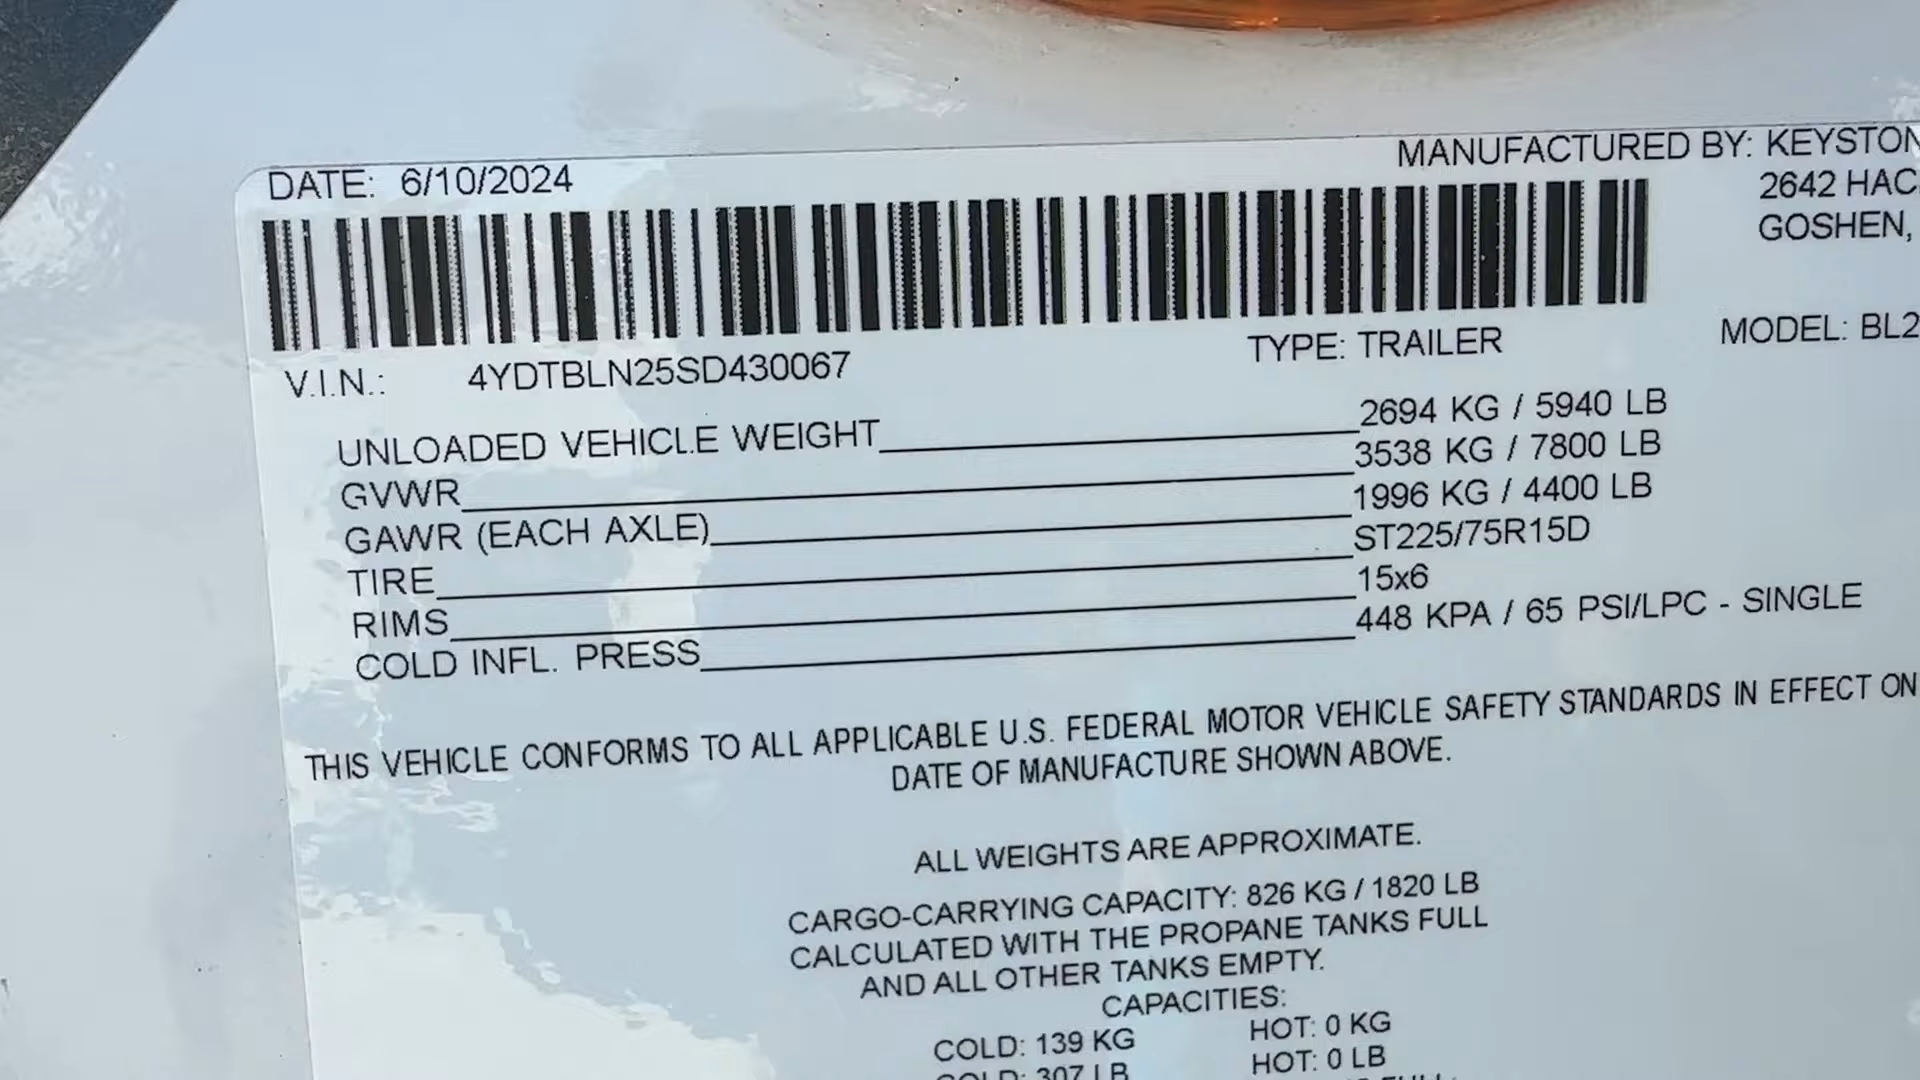 DATE: 6/10/2024
MANUFACTURED BY: KEYSTON
2642 HAC
GOSHEN,
V.I.N.: 4YDTBLN25SD430067
TYPE: TRAILER
MODEL: BL2
UNLOADED VEHICLE WEIGHT 2694 KG / 5940 LB
GVWR 3538 KG / 7800 LB
GAWR (EACH AXLE) 1996 KG / 4400 LB
TIRE ST225/75R15D
RIMS 15x6
COLD INFL. PRESS 448 KPA / 65 PSI/LPC - SINGLE
THIS VEHICLE CONFORMS TO ALL APPLICABLE U.S. FEDERAL MOTOR VEHICLE SAFETY STANDARDS IN EFFECT ON
DATE OF MANUFACTURE SHOWN ABOVE.
ALL WEIGHTS ARE APPROXIMATE.
CARGO-CARRYING CAPACITY: 826 KG / 1820 LB
CALCULATED WITH THE PROPANE TANKS FULL
AND ALL OTHER TANKS EMPTY.
CAPACITIES:
COLD: 139 KG HOT: 0 KG
COLD: 307 LB HOT: 0 LB